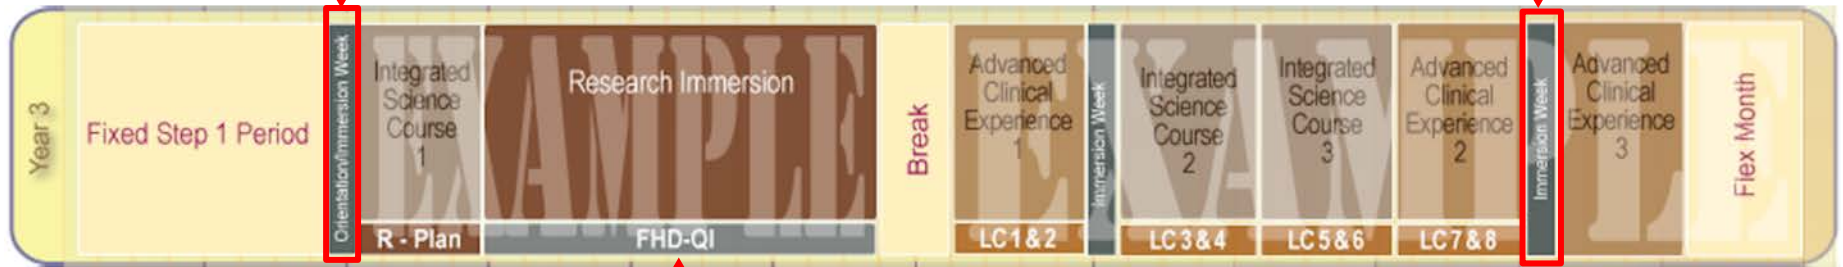 Year 3
Fixed Step 1 Period
Orientation/Immersion Week
Integrated
Science
Course
1
R - Plan
Research Immersion
FHD-QI
Break
Advanced
Clinical
Experience
1
LC1&2
Immersion Week
Integrated
Science
Course
2
LC3&4
Integrated
Science
Course
3
LC5&6
Advanced
Clinical
Experience
2
LC7&8
Immersion Week
Advanced
Clinical
Experience
3
Flex Month
EXAMPLE
EXAMPLE